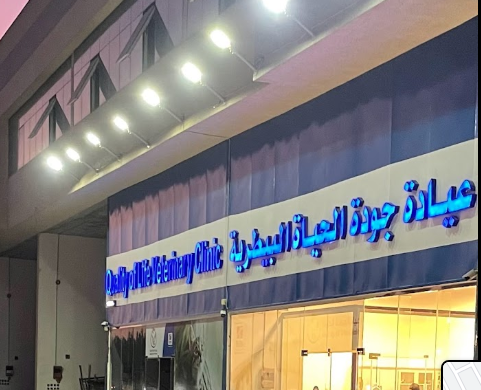 عيادة جودة الحياة البيطرية
Quality of Life Veterinary Clinic